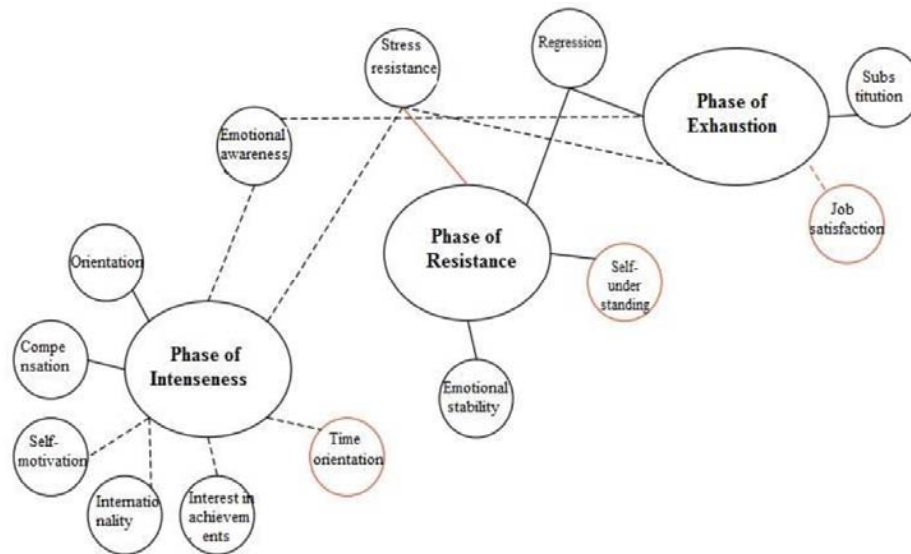 Stress
resistance
Regression
Phase of
Exhaustion
Subs
titution
Emotional
awareness
Job
satisfaction
Phase of
Resistance
Self-
under
standing
Orientation
Compe
nsation
Phase of
Intenseness
Emotional
stability
Self-
motivation
Time
orientation
Internatio
nality
Interest in
achievem
ents